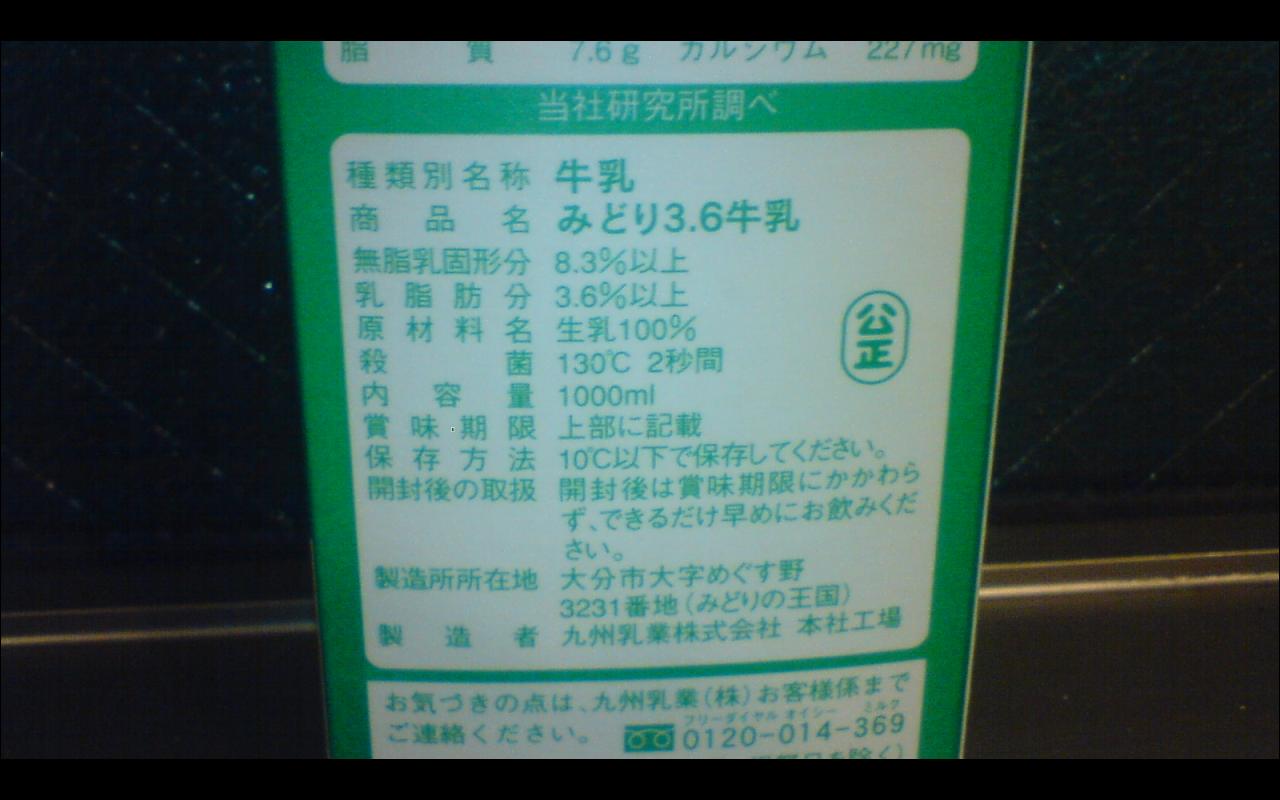 脂質 7.6g カルシウム 227mg
当社研究所調べ
種類別名称 牛乳
商品名 みどり3.6牛乳
無脂乳固形分 8.3%以上
乳脂肪分 3.6%以上
原材料名 生乳100%
公正
殺菌 130℃ 2秒間
内容量 1000ml
賞味期限 上部に記載
保存方法 10℃以下で保存してください。
開封後の取扱 開封後は賞味期限にかかわら
ず、できるだけ早めにお飲みくだ
さい。
製造所所在地 大分市大字めぐす野
3231番地(みどりの王国)
製造者 九州乳業株式会社 本社工場
お気づきの点は、九州乳業(株)お客様係まで
フリーダイヤル オイシー ミルク
ご連絡ください。 0120-014-369
を除く)